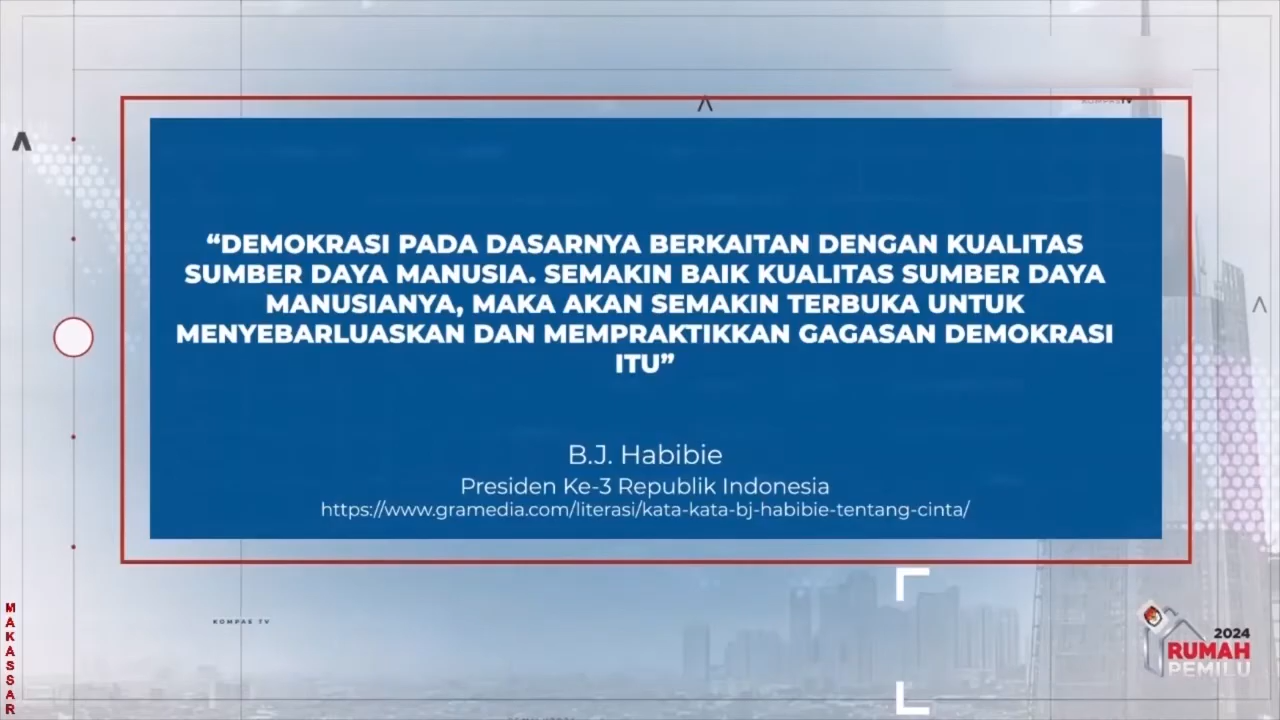 KOMPAS TV
“DEMOKRASI PADA DASARNYA BERKAITAN DENGAN KUALITAS
SUMBER DAYA MANUSIA. SEMAKIN BAIK KUALITAS SUMBER DAYA
MANUSIANYA, MAKA AKAN SEMAKIN TERBUKA UNTUK
MENYEBARLUASKAN DAN MEMPRAKTIKKAN GAGASAN DEMOKRASI
ITU”
B.J. Habibie
Presiden Ke-3 Republik Indonesia
https://www.gramedia.com/literasi/kata-kata-bj-habibie-tentang-cinta/
MAKASSAR
KOMPAS TV
2024
RUMAH
PEMILU